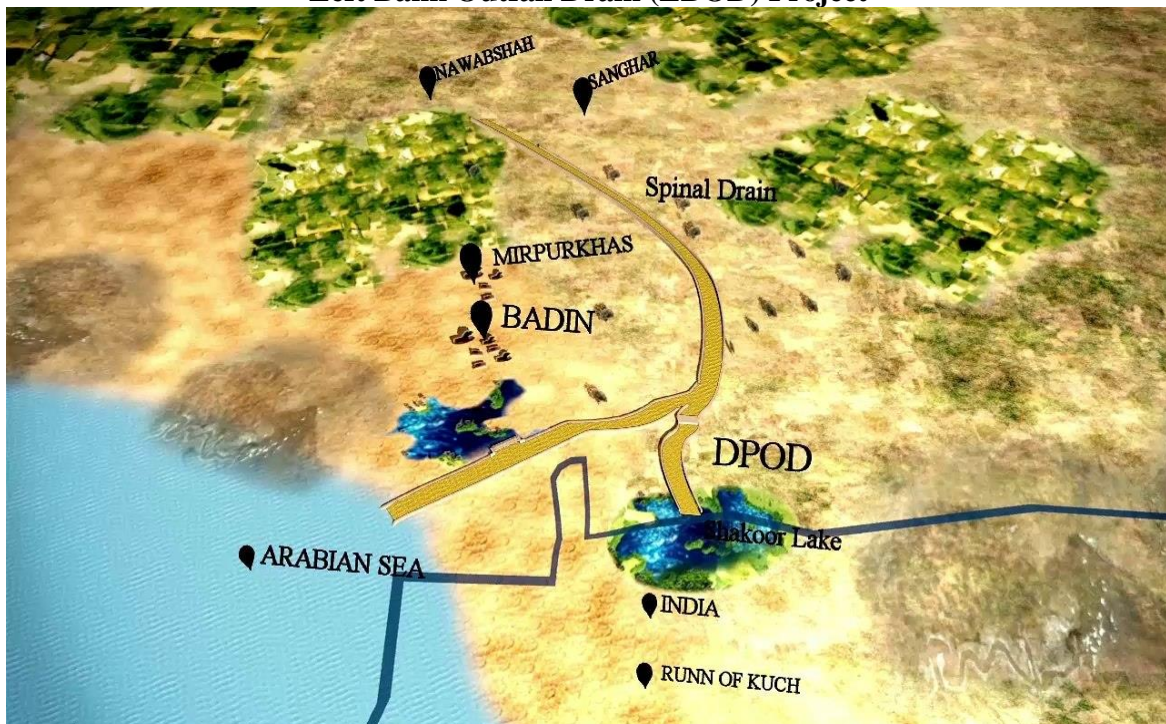 Left Bank Outfall Drain (LBOD) Project
NAWABSHAH
SANGHAR
Spinal Drain
MIRPURKHAS
BADIN
DPOD
Shakoor Lake
ARABIAN SEA
INDIA
RUNN OF KUCH